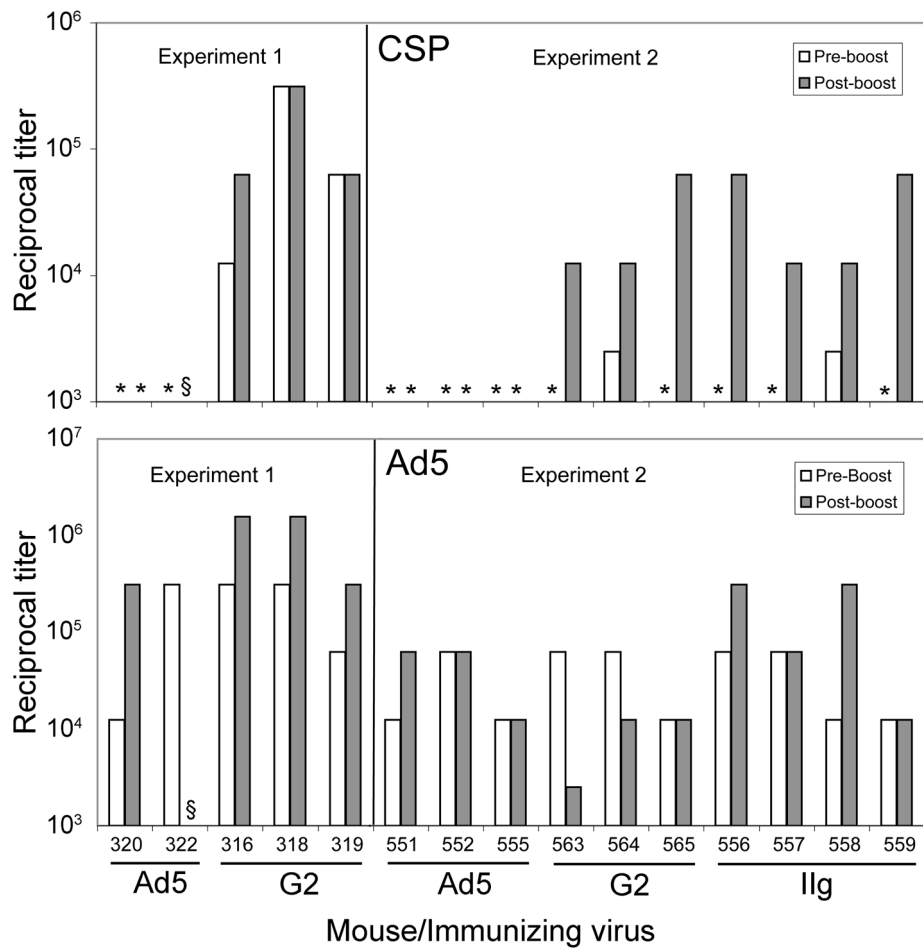 10⁶
Experiment 1
CSP
Experiment 2
Pre-boost
Post-boost
10⁵
Reciprocal titer
10⁴
* * * §
* * * * * * * * * * *
10³
10⁷
Experiment 1
Ad5
Experiment 2
Pre-Boost
Post-boost
10⁶
10⁵
Reciprocal titer
10⁴
§
10³
320 322 316 318 319 551 552 555 563 564 565 556 557 558 559
Ad5 G2 Ad5 G2 IIg
Mouse/Immunizing virus